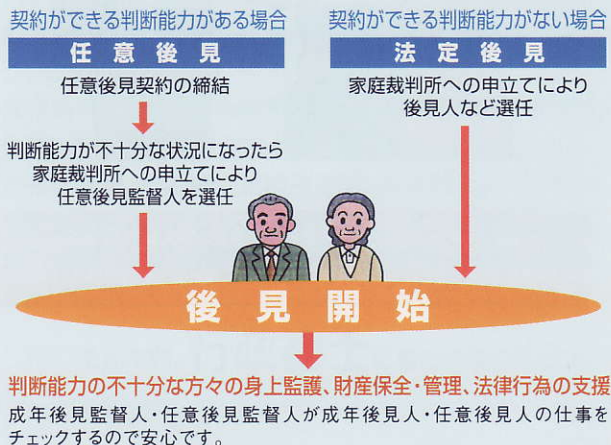 契約ができる判断能力がある場合
任意後見
任意後見契約の締結
判断能力が不十分な状況になったら
家庭裁判所への申立てにより
任意後見監督人を選任
契約ができる判断能力がない場合
法定後見
家庭裁判所への申立てにより
後見人など選任
後見開始
判断能力の不十分な方々の身上監護、財産保全・管理、法律行為の支援
成年後見監督人・任意後見監督人が成年後見人・任意後見人の仕事を
チェックするので安心です。